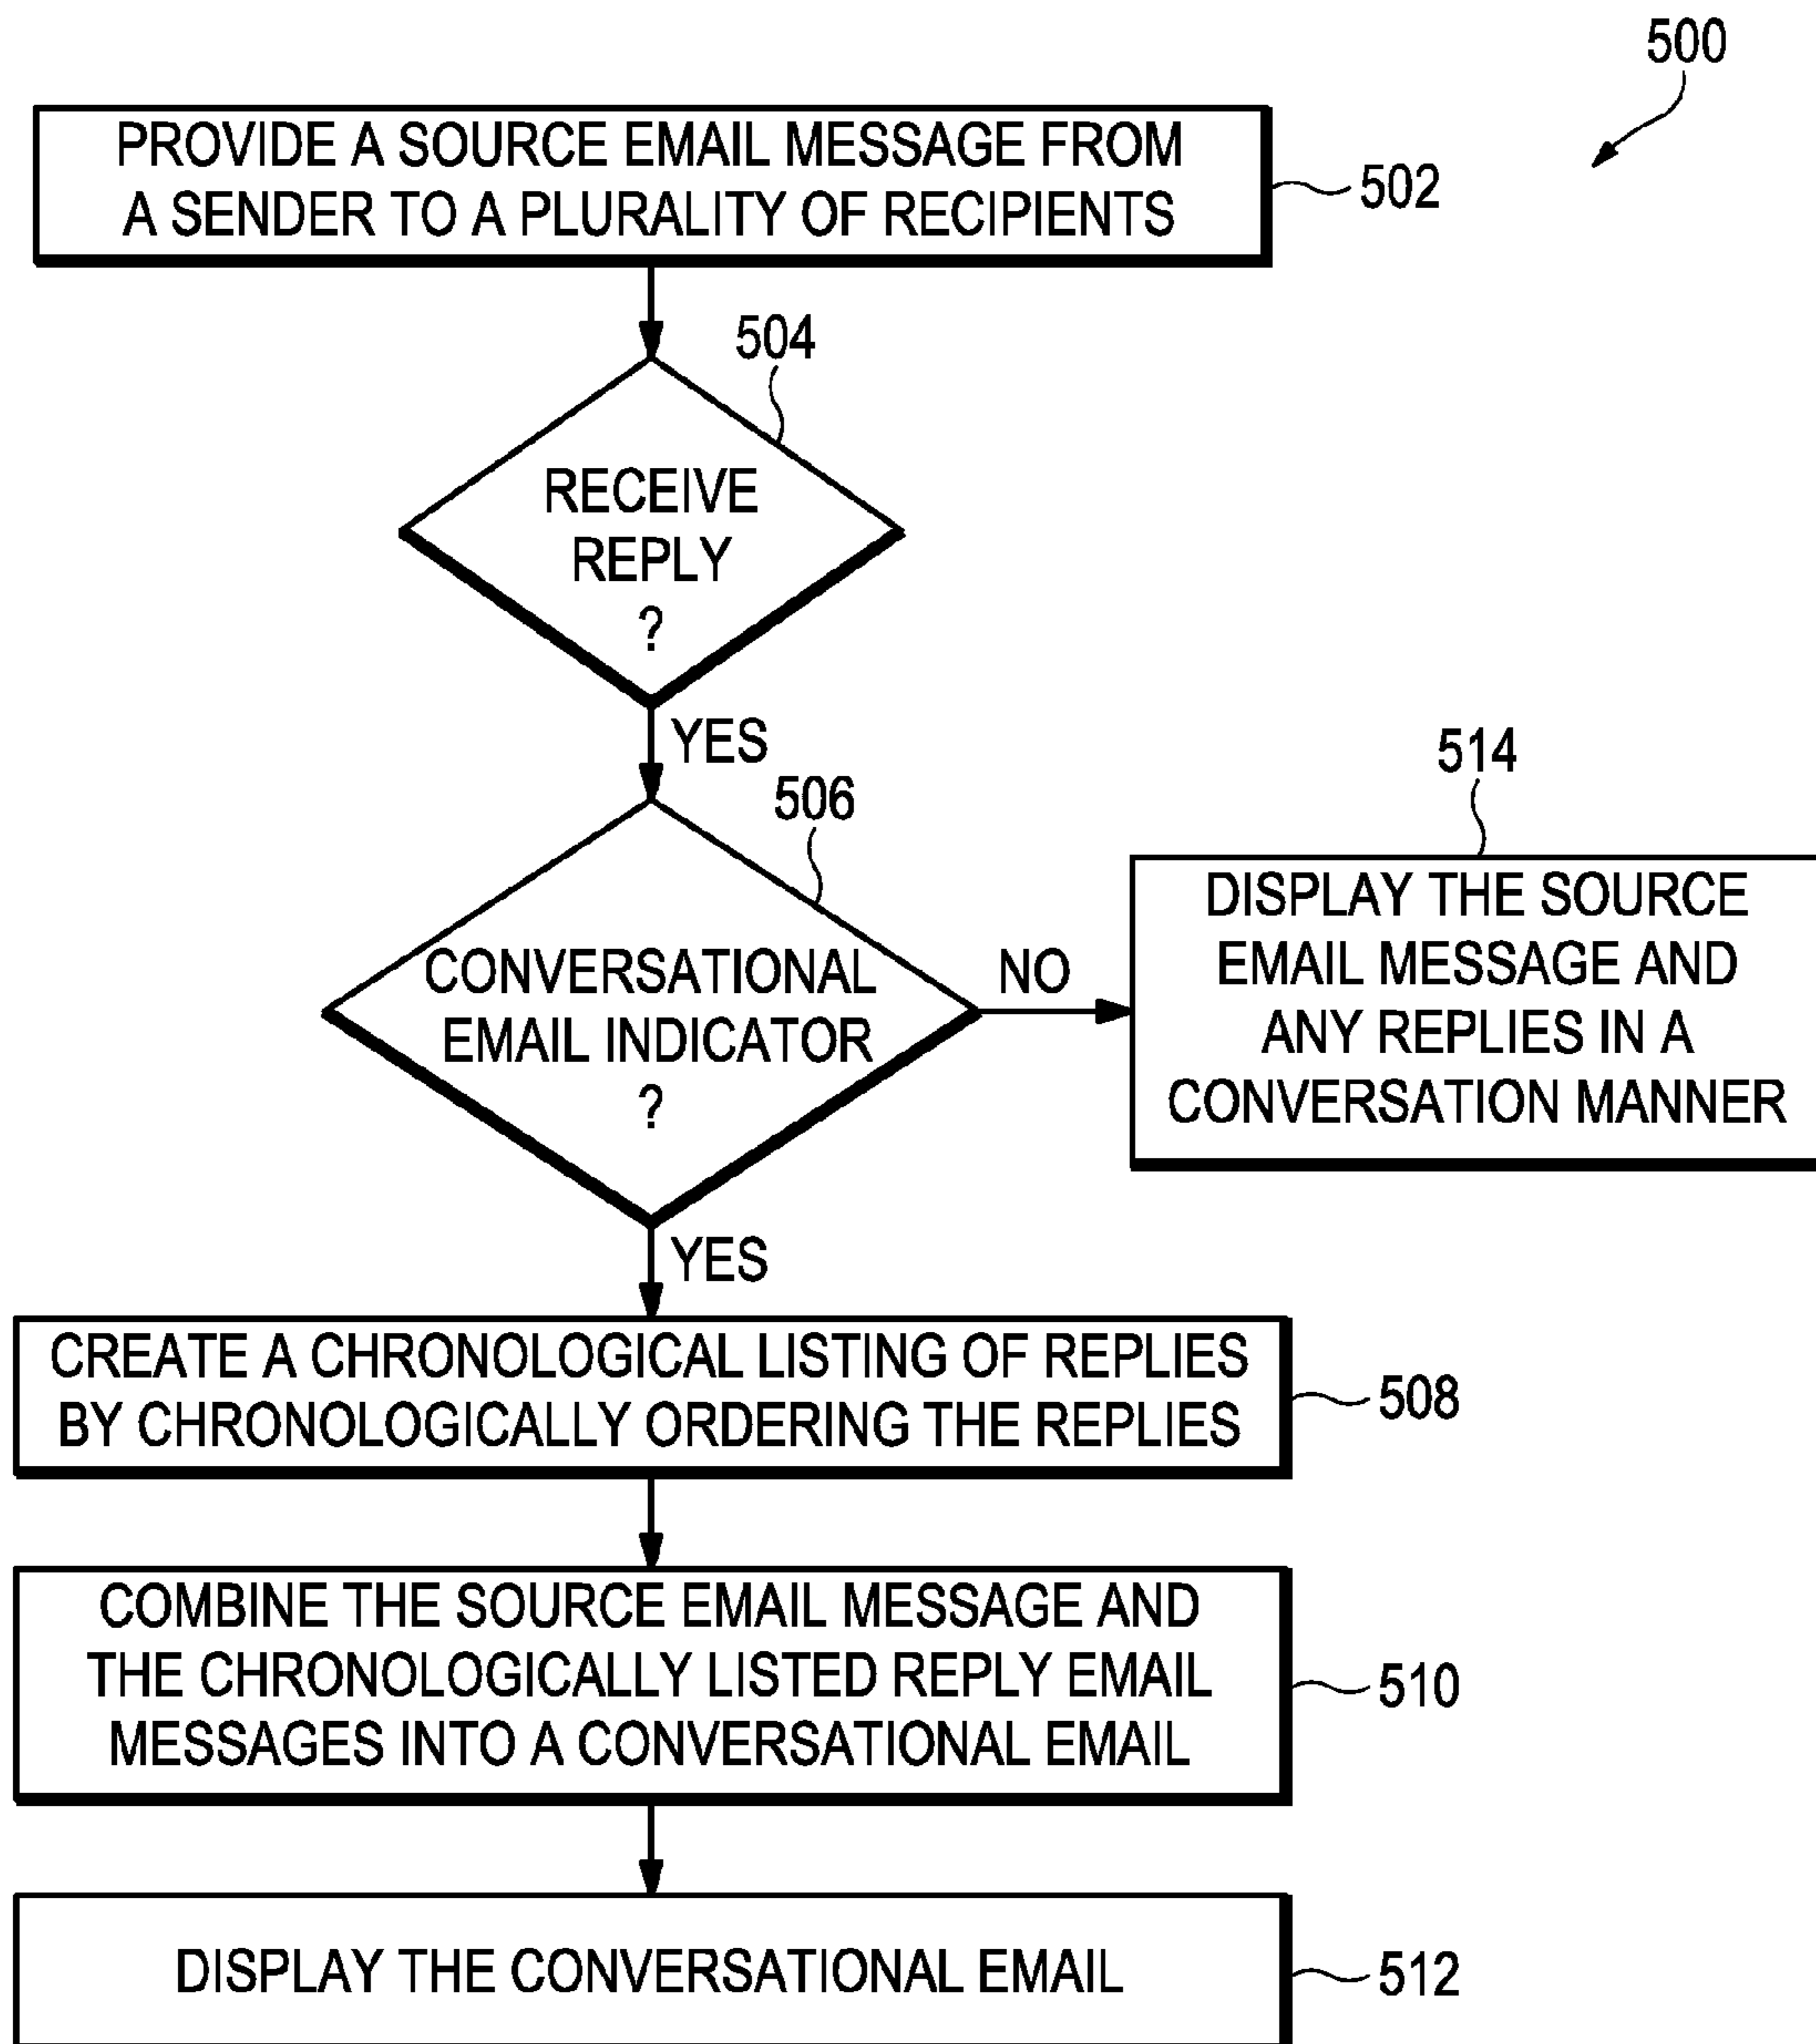 500
PROVIDE A SOURCE EMAIL MESSAGE FROM
A SENDER TO A PLURALITY OF RECIPIENTS
502
504
RECEIVE
REPLY
?
YES
506
CONVERSATIONAL
EMAIL INDICATOR
?
NO
514
DISPLAY THE SOURCE
EMAIL MESSAGE AND
ANY REPLIES IN A
CONVERSATION MANNER
YES
CREATE A CHRONOLOGICAL LISTING OF REPLIES
BY CHRONOLOGICALLY ORDERING THE REPLIES
508
COMBINE THE SOURCE EMAIL MESSAGE AND
THE CHRONOLOGICALLY LISTED REPLY EMAIL
MESSAGES INTO A CONVERSATIONAL EMAIL
510
DISPLAY THE CONVERSATIONAL EMAIL
512